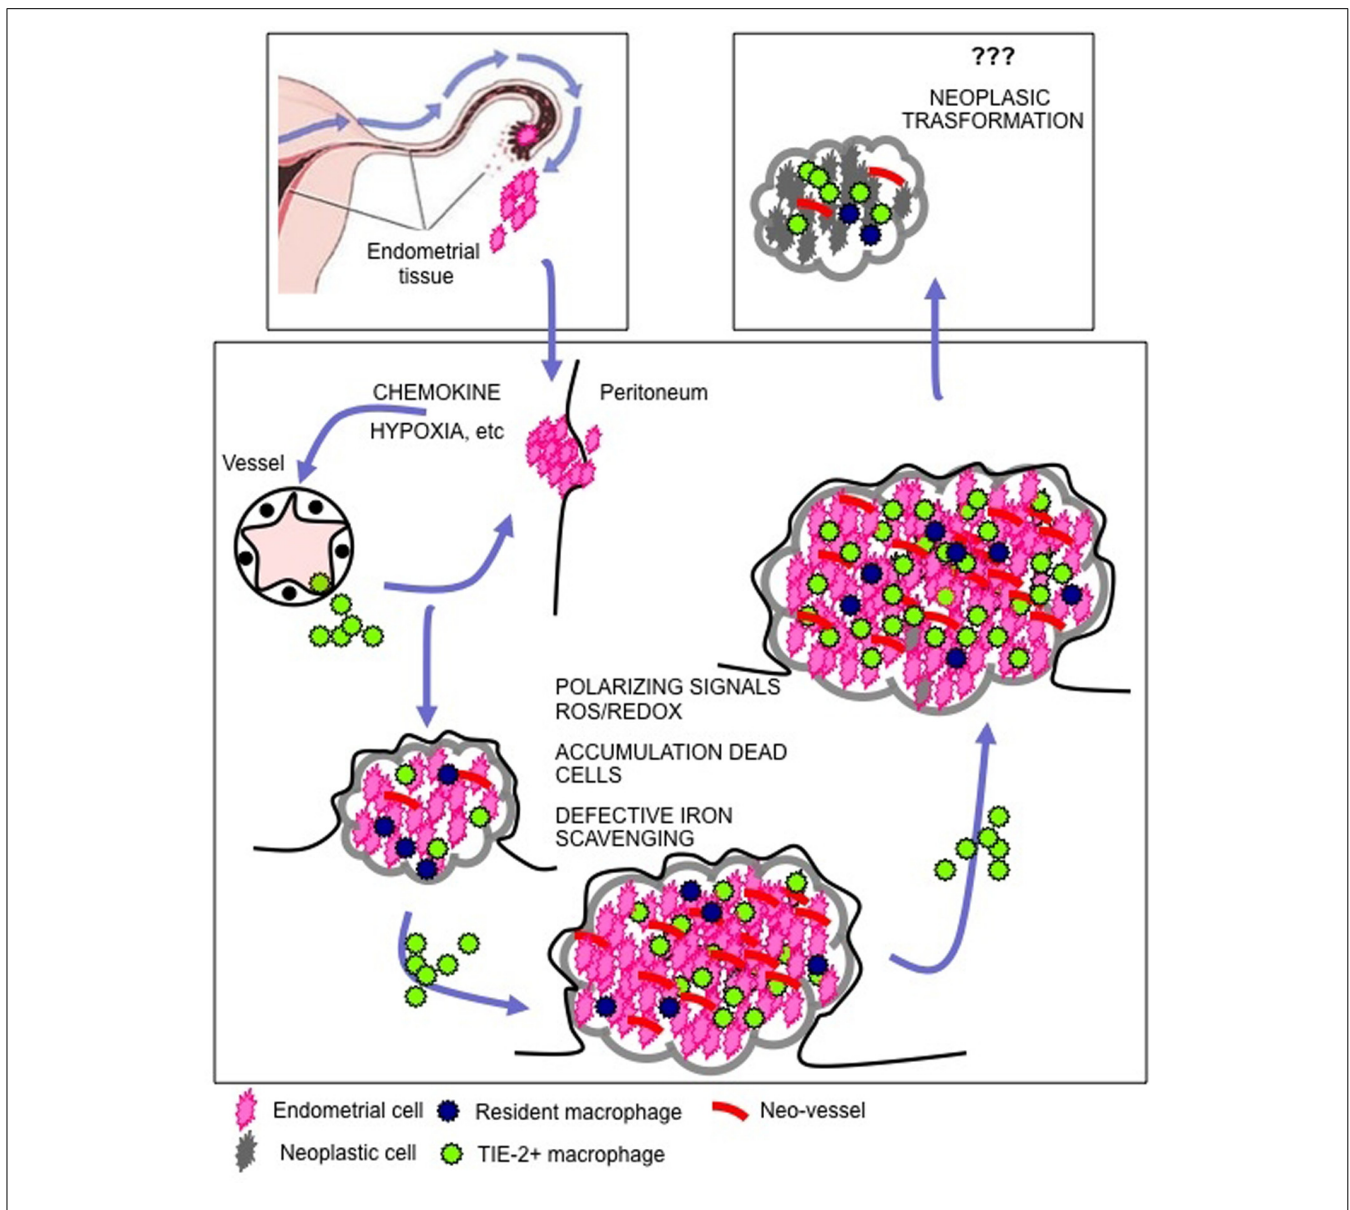 ???
NEOPLASIC
TRASFORMATION
Endometrial
tissue
CHEMOKINE
HYPOXIA, etc
Peritoneum
Vessel
POLARIZING SIGNALS
ROS/REDOX
ACCUMULATION DEAD
CELLS
DEFECTIVE IRON
SCAVENGING
Endometrial cell
Resident macrophage
Neo-vessel
Neoplastic cell
TIE-2+ macrophage